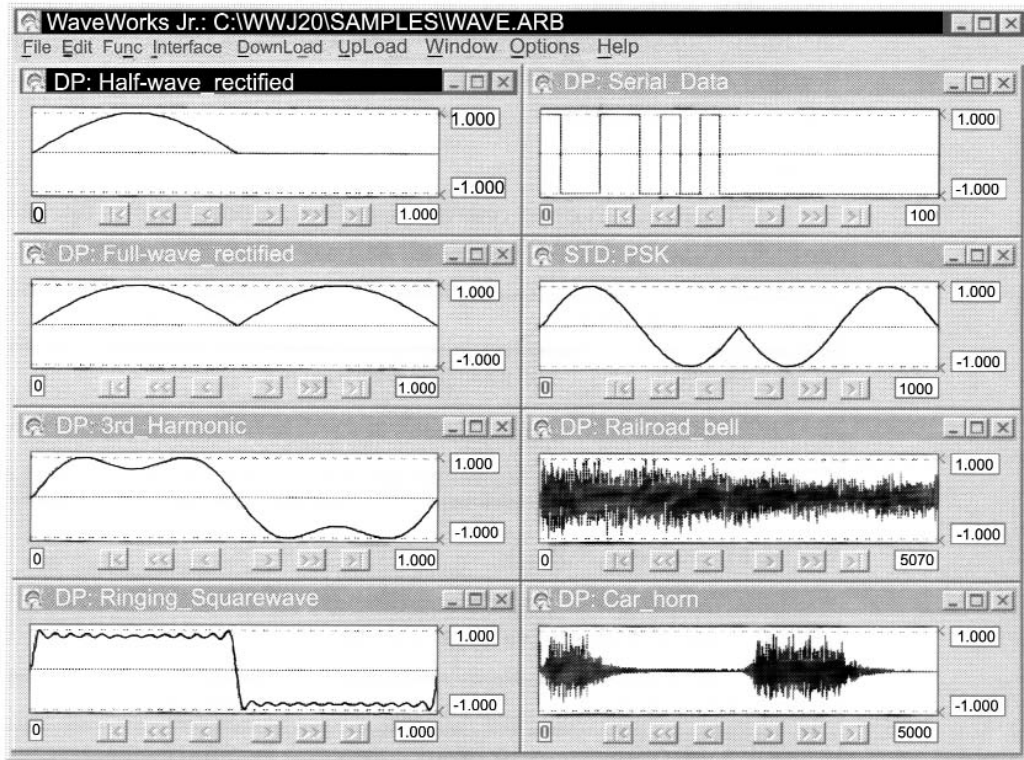 WaveWorks Jr.: C:\WWJ20\SAMPLES\WAVE.ARB
File Edit Func Interface DownLoad UpLoad Window Options Help
DP: Half-wave_rectified
1.000
-1.000
0 |< << < > >> >| 1.000
DP: Serial_Data
1.000
-1.000
0 |< << < > >> >| 100
DP: Full-wave_rectified
1.000
-1.000
0 |< << < > >> >| 1.000
STD: PSK
1.000
-1.000
0 |< << < > >> >| 1000
DP: 3rd_Harmonic
1.000
-1.000
0 |< << < > >> >| 1.000
DP: Railroad_bell
1.000
-1.000
0 |< << < > >> >| 5070
DP: Ringing_Squarewave
1.000
-1.000
0 |< << < > >> >| 1.000
DP: Car_horn
1.000
-1.000
0 |< << < > >> >| 5000